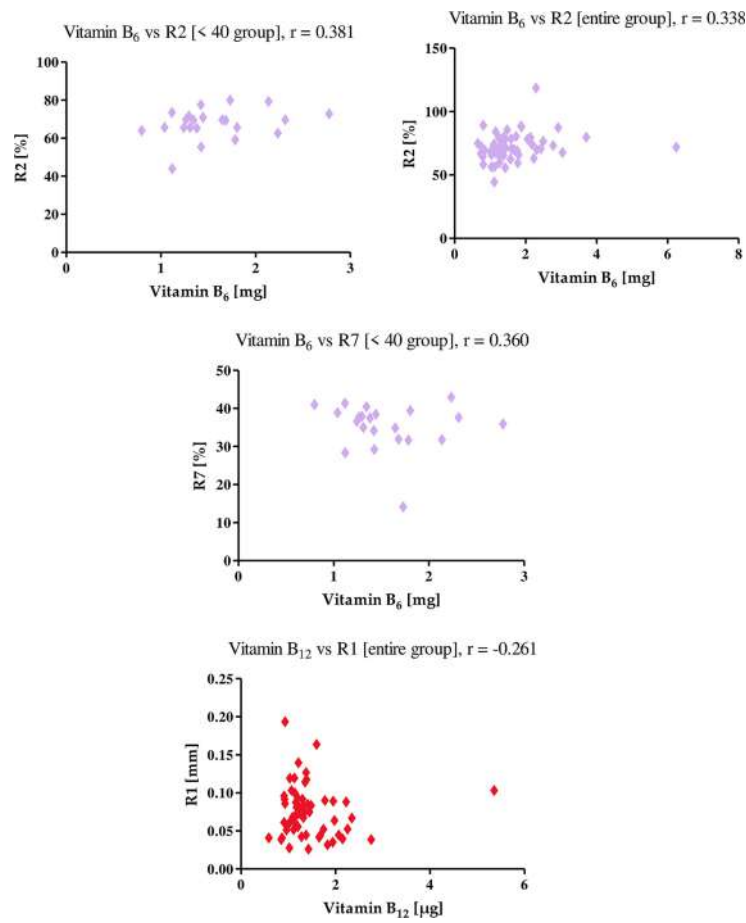 Vitamin B₆ vs R2 [< 40 group], r = 0.381
100
80
60
40
20
0
R2 [%]
0 1 2 3
Vitamin B₆ [mg]
Vitamin B₆ vs R2 [entire group], r = 0.338
150
100
50
0
R2 [%]
0 2 4 6 8
Vitamin B₆ [mg]
Vitamin B₆ vs R7 [< 40 group], r = 0.360
50
40
30
20
10
0
R7 [%]
0 1 2 3
Vitamin B₆ [mg]
Vitamin B₁₂ vs R1 [entire group], r = -0.261
0.25
0.20
0.15
0.10
0.05
0.00
R1 [mm]
0 2 4 6
Vitamin B₁₂ [µg]